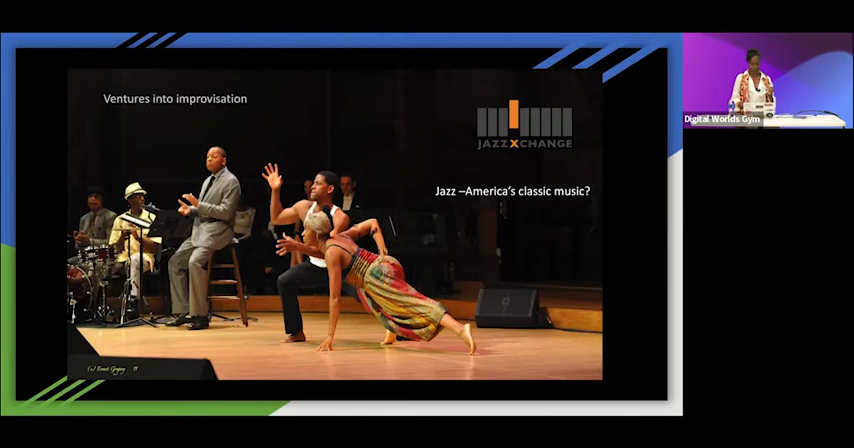 Ventures into improvisation
JAZZXCHANGE
Jazz –America's classic music?
Digital Worlds Gym